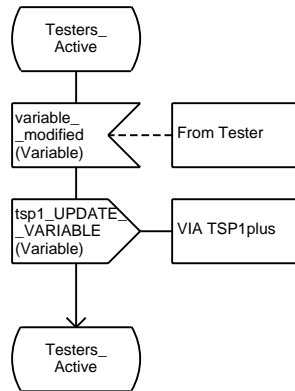 Testers_
Active
variable_
_modified
(Variable)
From Tester
tsp1_UPDATE_
_VARIABLE
(Variable)
VIA TSP1plus
Testers_
Active